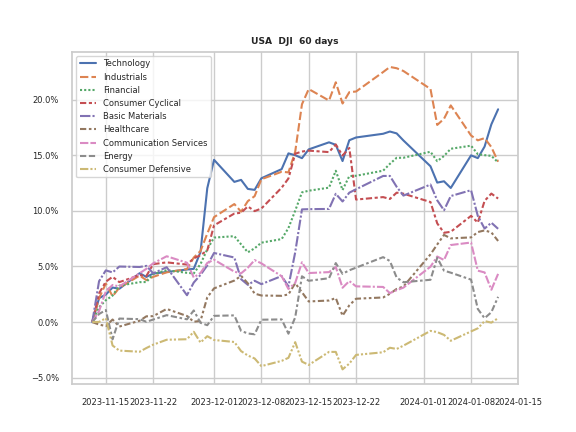 USA  DJI  60 days
Technology
Industrials
Financial
Consumer Cyclical
Basic Materials
Healthcare
Communication Services
Energy
Consumer Defensive
20.0%
15.0%
10.0%
5.0%
0.0%
−5.0%
2023-11-15 2023-11-22 2023-12-01 2023-12-08 2023-12-15 2023-12-22 2024-01-01 2024-01-08 2024-01-15